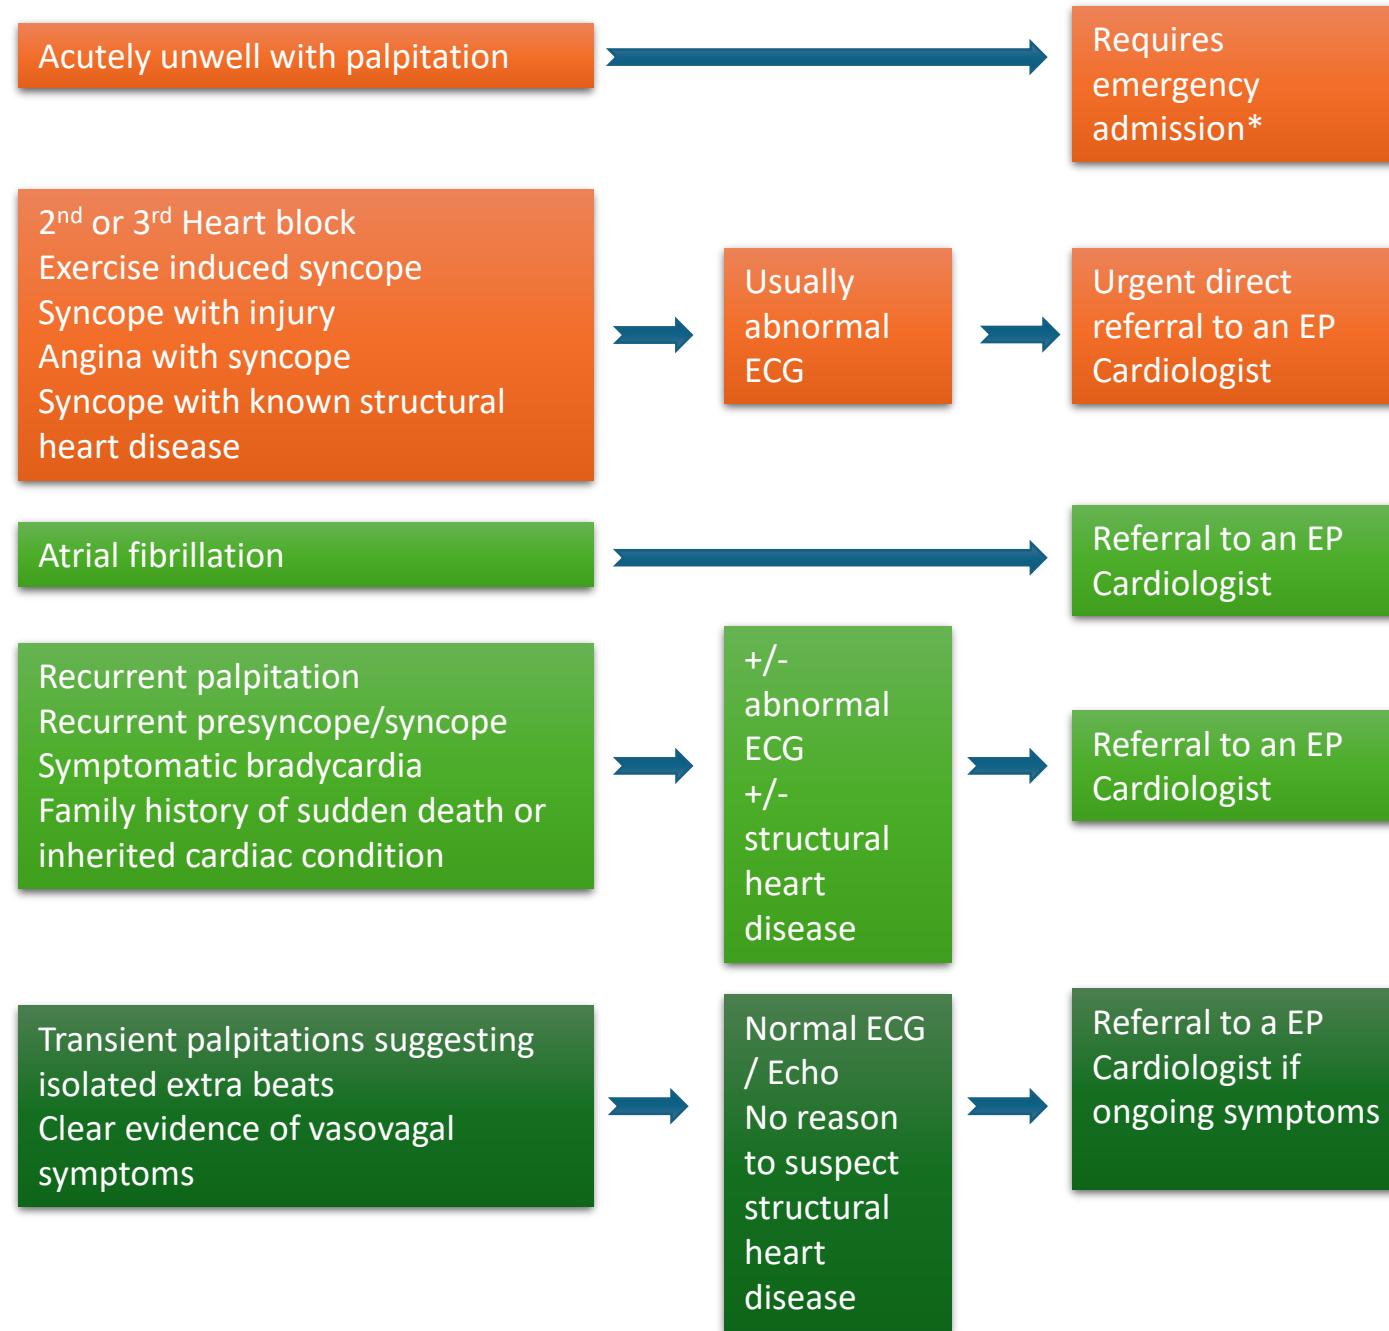 Acutely unwell with palpitation
Requires
emergency
admission*
2nd or 3rd Heart block
Exercise induced syncope
Syncope with injury
Angina with syncope
Syncope with known structural
heart disease
Usually
abnormal
ECG
Urgent direct
referral to an EP
Cardiologist
Atrial fibrillation
Referral to an EP
Cardiologist
Recurrent palpitation
Recurrent presyncope/syncope
Symptomatic bradycardia
Family history of sudden death or
inherited cardiac condition
+/-
abnormal
ECG
+/-
structural
heart
disease
Referral to an EP
Cardiologist
Transient palpitations suggesting
isolated extra beats
Clear evidence of vasovagal
symptoms
Normal ECG
/ Echo
No reason
to suspect
structural
heart
disease
Referral to a EP
Cardiologist if
ongoing symptoms